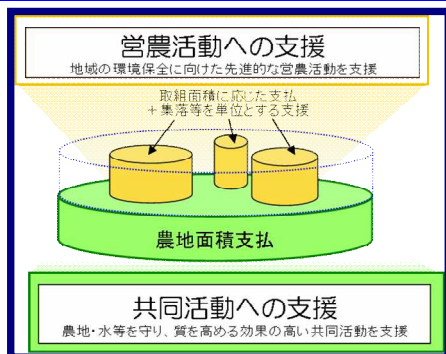 営農活動への支援
地域の環境保全に向けた先進的な営農活動を支援
取組面積に応じた支払
＋集落等を単位とする支援
農地面積支払
共同活動への支援
農地・水等を守り、質を高める効果の高い共同活動を支援